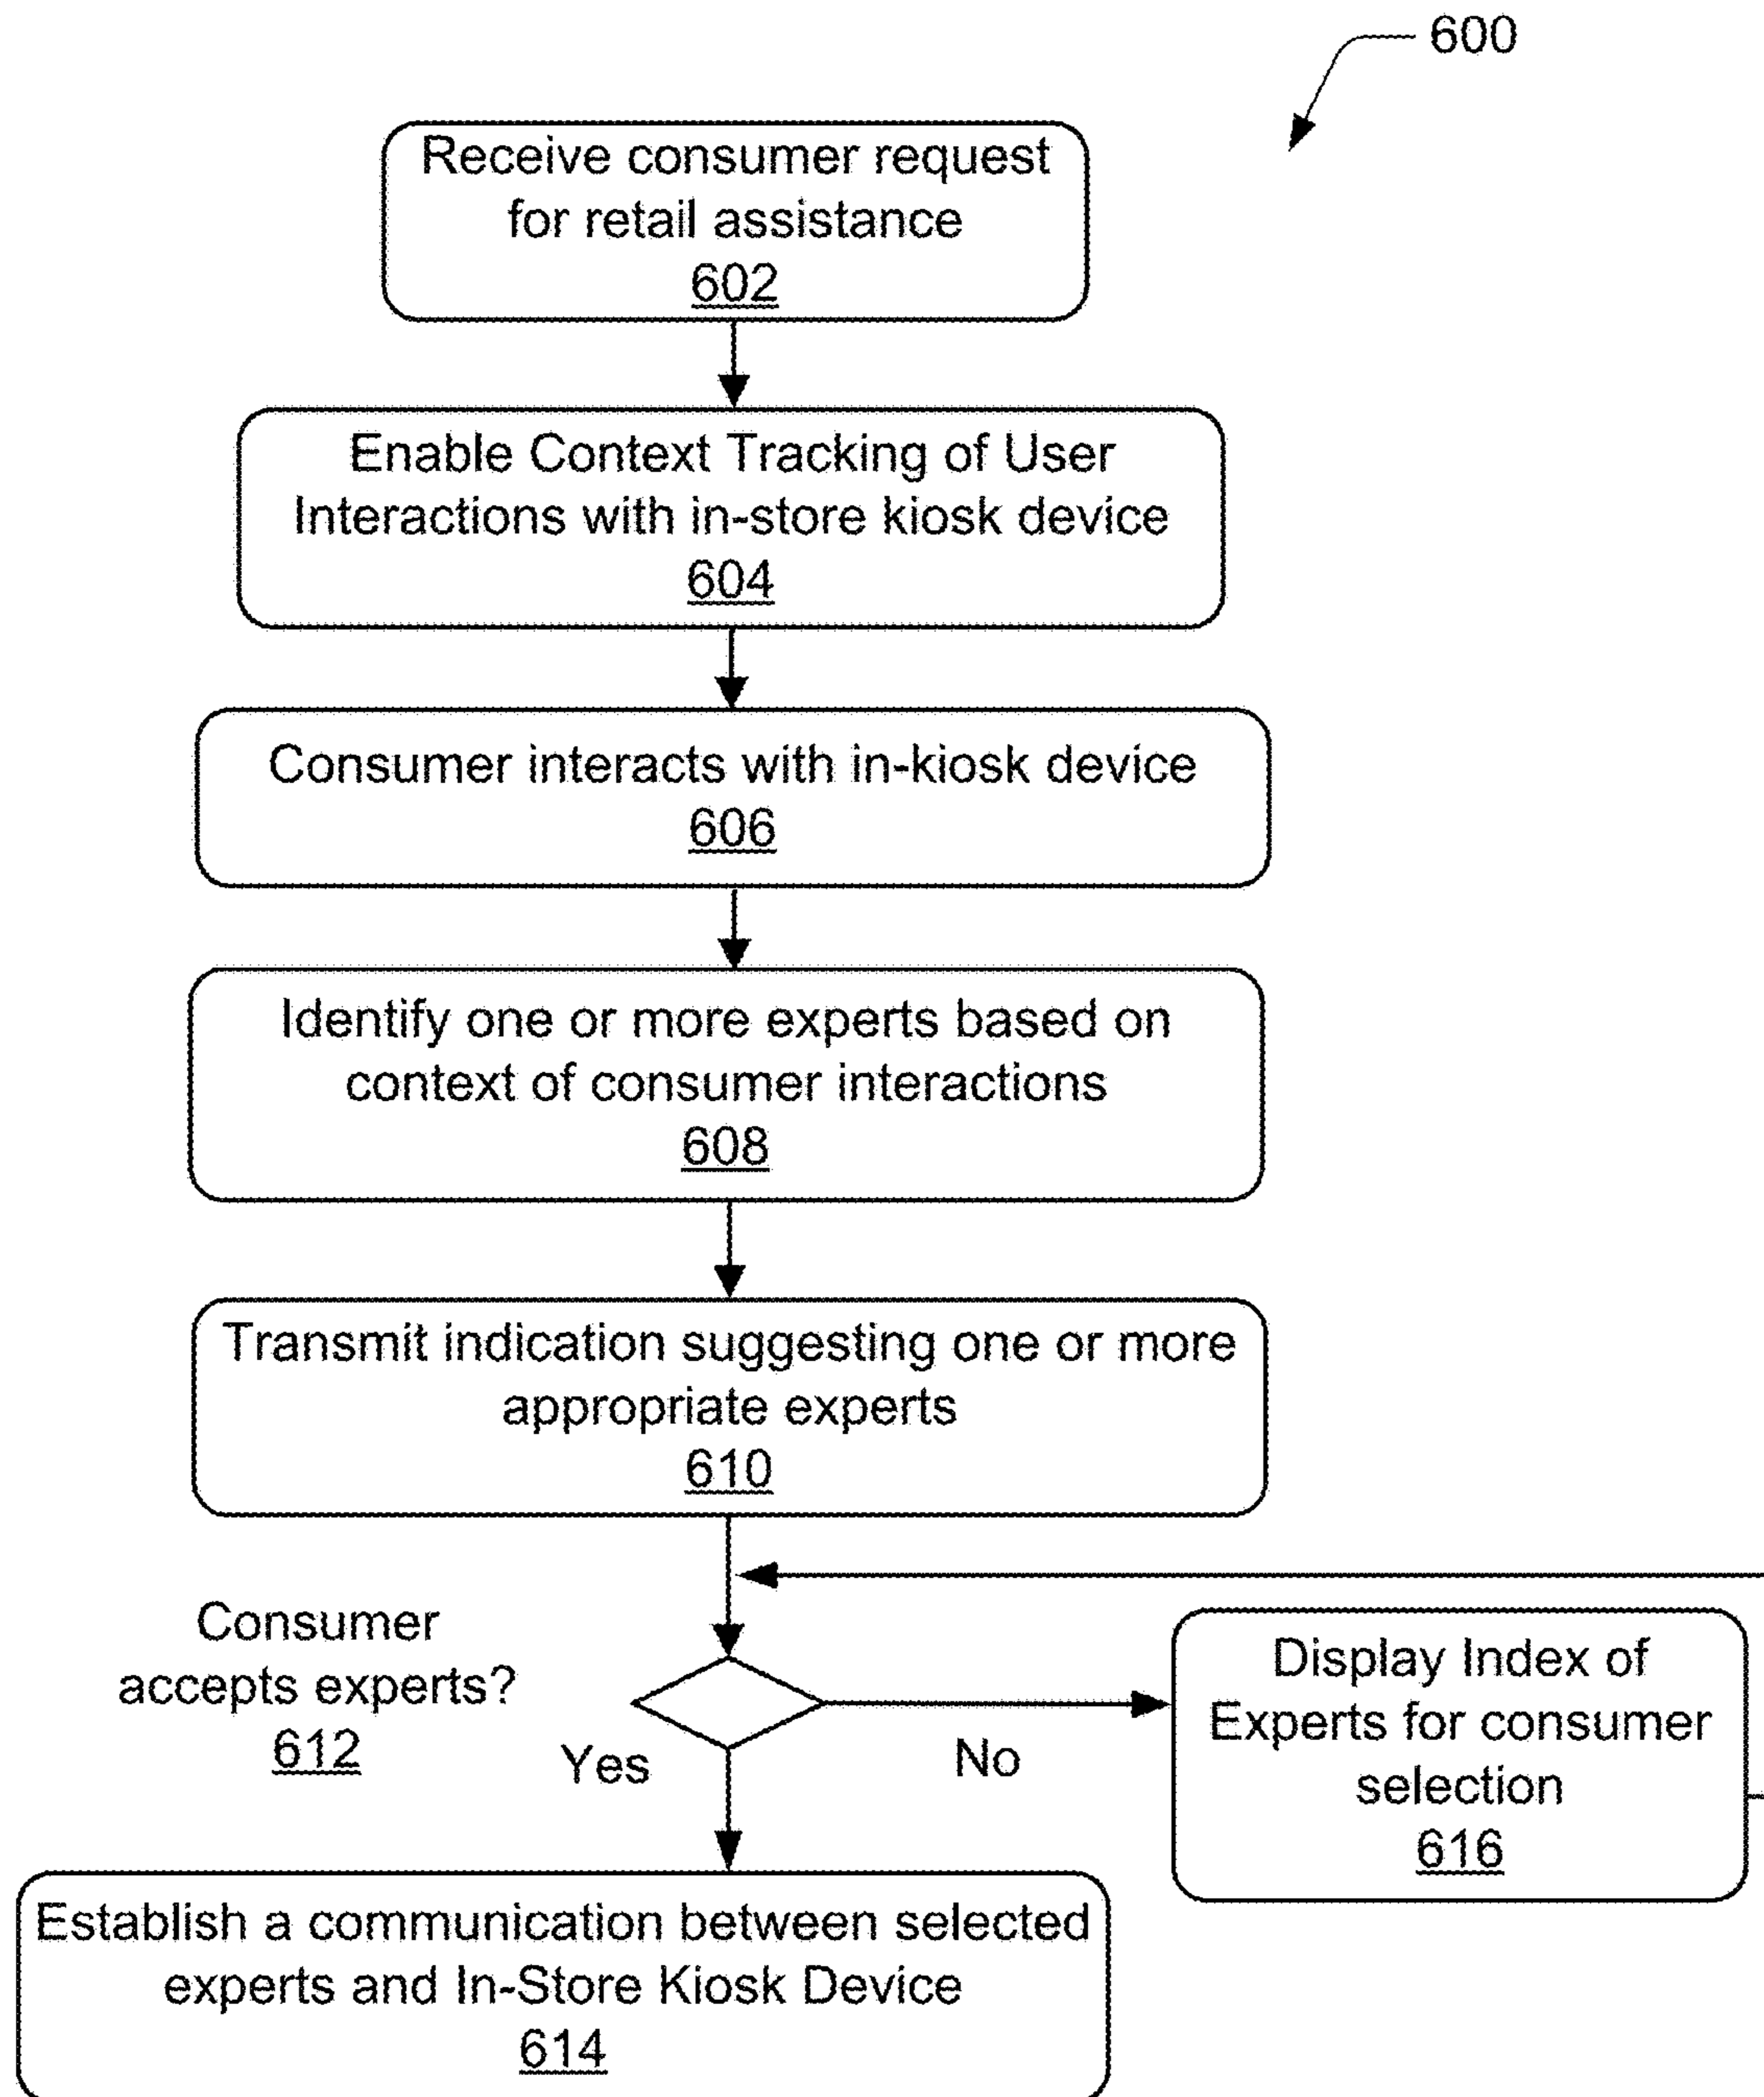 600
Receive consumer request
for retail assistance
602
Enable Context Tracking of User
Interactions with in-store kiosk device
604
Consumer interacts with in-kiosk device
606
Identify one or more experts based on
context of consumer interactions
608
Transmit indication suggesting one or more
appropriate experts
610
Consumer
accepts experts?
612
Yes
No
Display Index of
Experts for consumer
selection
616
Establish a communication between selected
experts and In-Store Kiosk Device
614